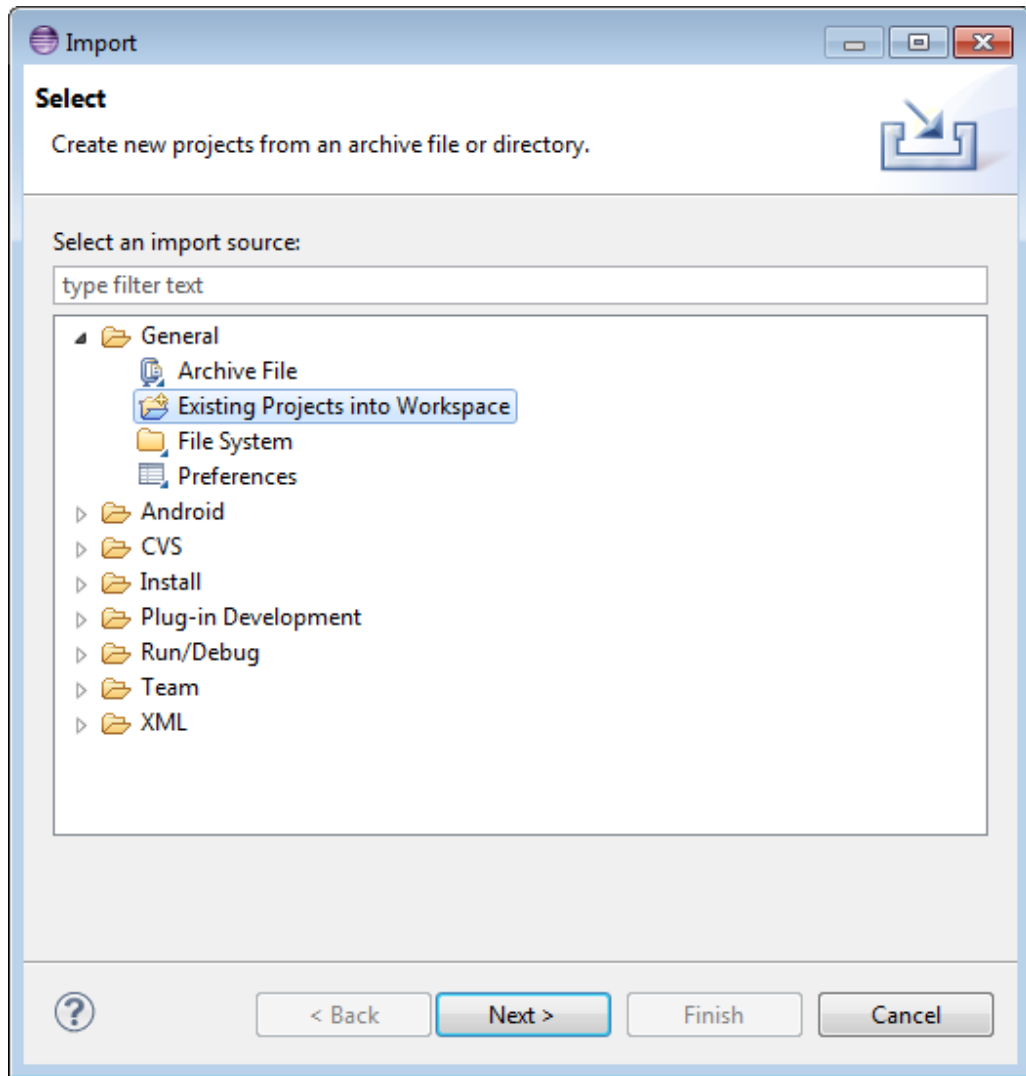 Import
Select
Create new projects from an archive file or directory.
Select an import source:
type filter text
General
Archive File
Existing Projects into Workspace
File System
Preferences
Android
CVS
Install
Plug-in Development
Run/Debug
Team
XML
? < Back Next > Finish Cancel